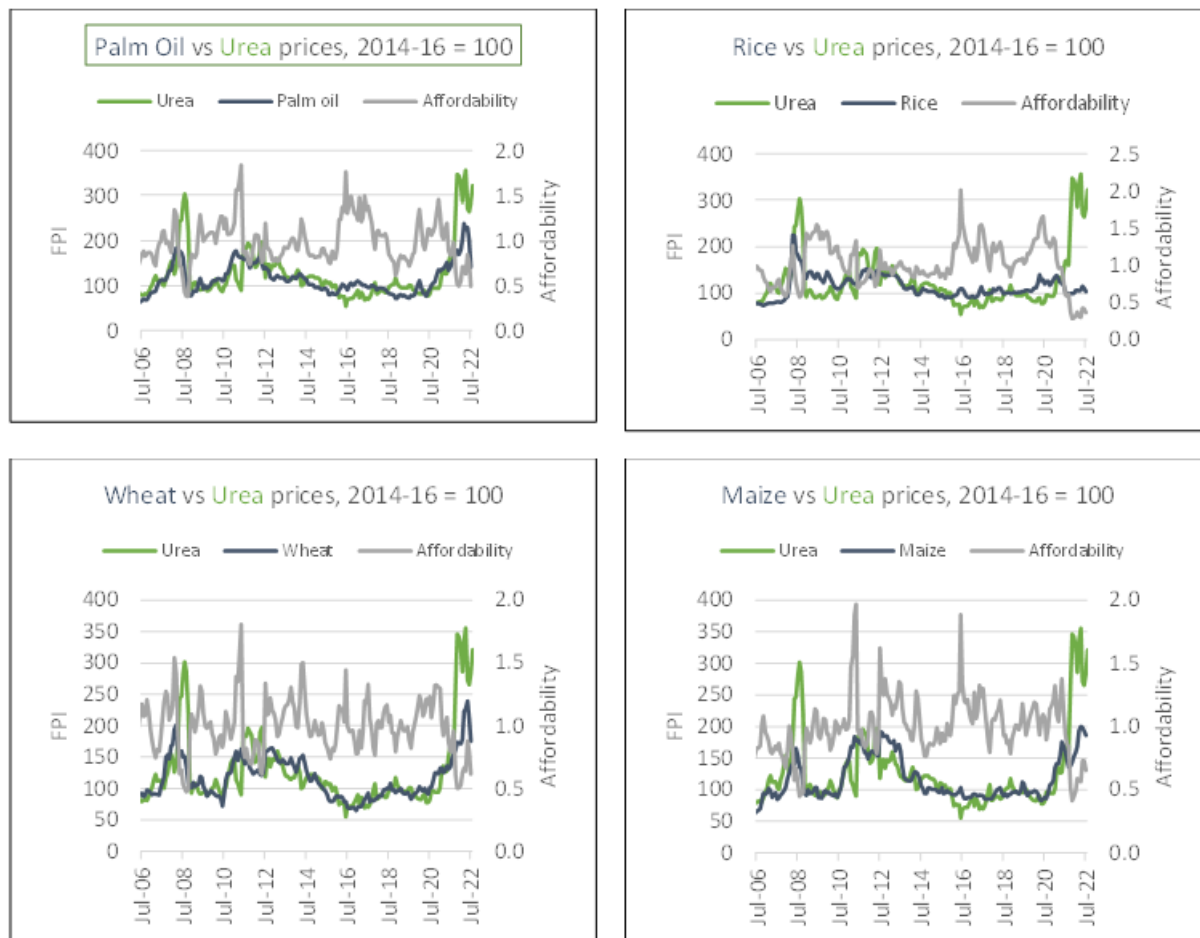 Palm Oil vs Urea prices, 2014-16 = 100
Urea Palm oil Affordability
400
300
200
100
0
FPI
2.0
1.5
1.0
0.5
0.0
Affordability
Jul-06
Jul-08
Jul-10
Jul-12
Jul-14
Jul-16
Jul-18
Jul-20
Jul-22
Rice vs Urea prices, 2014-16 = 100
Urea Rice Affordability
400
300
200
100
0
FPI
2.5
2.0
1.5
1.0
0.5
0.0
Affordability
Jul-06
Jul-08
Jul-10
Jul-12
Jul-14
Jul-16
Jul-18
Jul-20
Jul-22
Wheat vs Urea prices, 2014-16 = 100
Urea Wheat Affordability
400
350
300
250
200
150
100
50
0
FPI
2.0
1.5
1.0
0.5
0.0
Affordability
Jul-06
Jul-08
Jul-10
Jul-12
Jul-14
Jul-16
Jul-18
Jul-20
Jul-22
Maize vs Urea prices, 2014-16 = 100
Urea Maize Affordability
400
350
300
250
200
150
100
50
0
FPI
2.0
1.5
1.0
0.5
0.0
Affordability
Jul-06
Jul-08
Jul-10
Jul-12
Jul-14
Jul-16
Jul-18
Jul-20
Jul-22